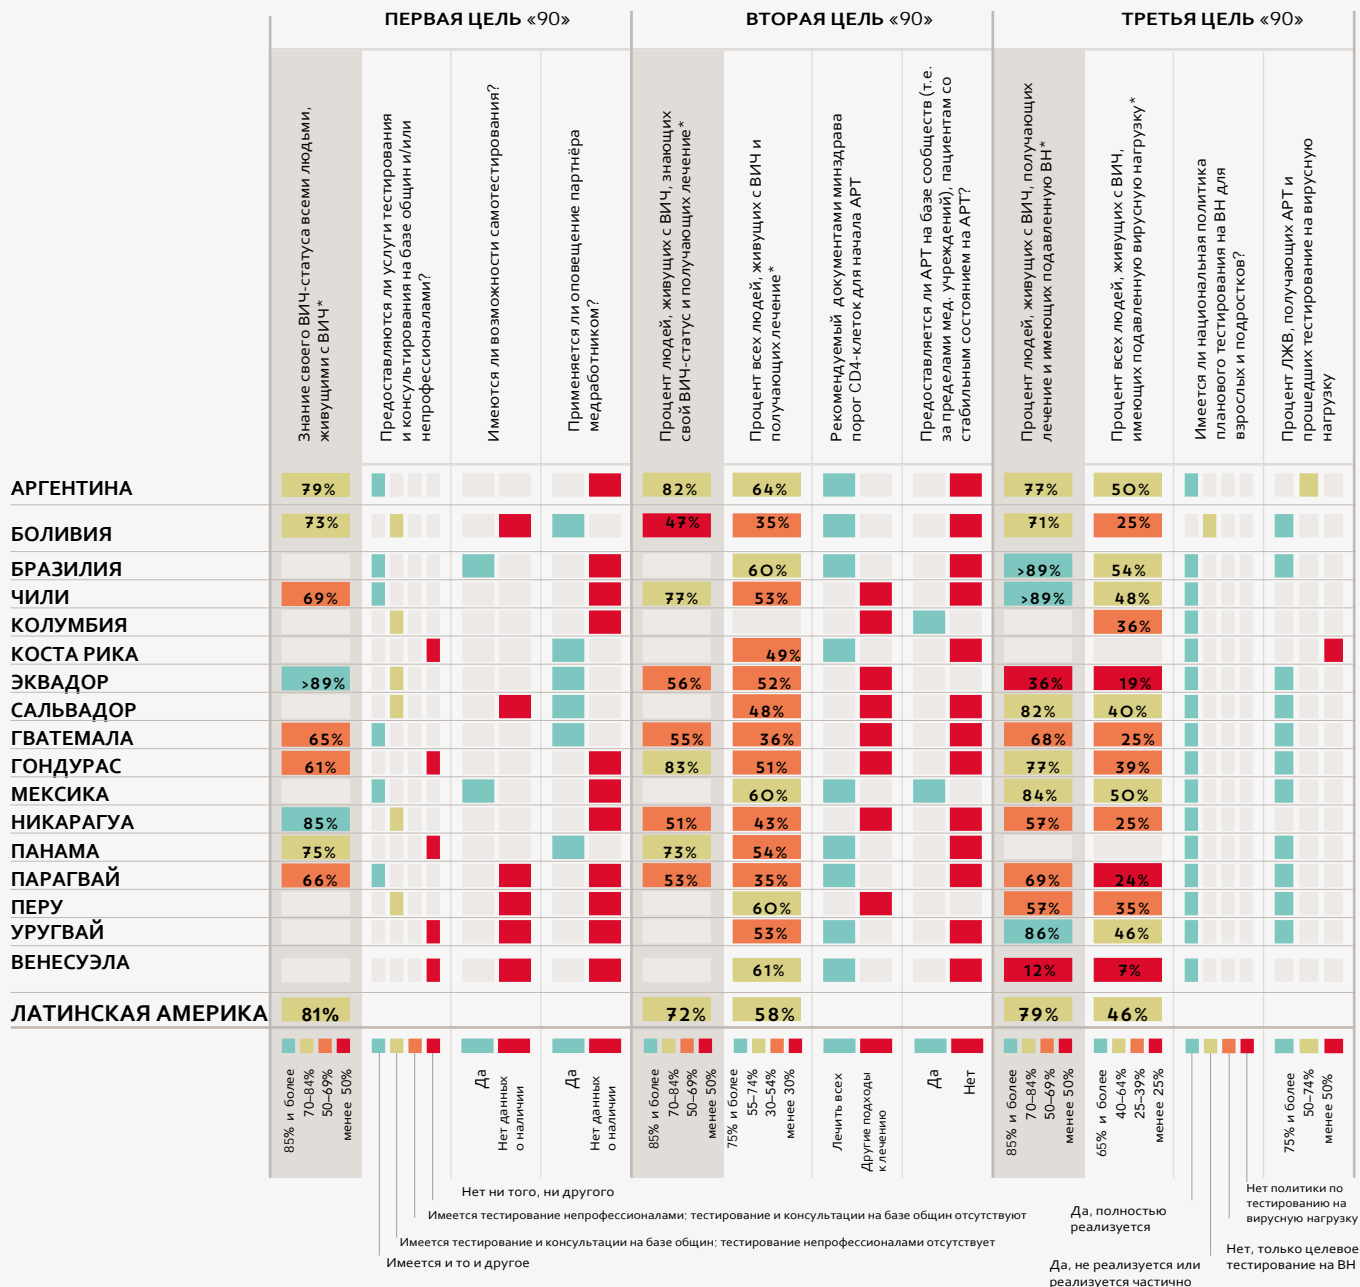 ПЕРВАЯ ЦЕЛЬ «90»
ВТОРАЯ ЦЕЛЬ «90»
ТРЕТЬЯ ЦЕЛЬ «90»
Знание своего ВИЧ-статуса всеми людьми,
живущими с ВИЧ*
Предоставляются ли услуги тестирования
и консультирования на базе общин и/или
непрофессионалами?
Имеются ли возможности самотестирования?
Применяется ли оповещение партнёра
медработником?
Процент людей, живущих с ВИЧ, знающих
свой ВИЧ-статус и получающих лечение*
Процент всех людей, живущих с ВИЧ и
получающих лечение*
Рекомендуемый документами минздрава
порог CD4-клеток для начала АРТ
Предоставляется ли АРТ на базе сообществ (т.е.
за пределами мед. учреждений), пациентам со
стабильным состоянием на АРТ?
Процент людей, живущих с ВИЧ, получающих
лечение и имеющих подавленную ВН*
Процент всех людей, живущих с ВИЧ,
имеющих подавленную вирусную нагрузку*
Имеется ли национальная политика
планового тестирования на ВН для
взрослых и подростков?
Процент ЛЖВ, получающих АРТ и
прошедших тестирование на вирусную
нагрузку
АРГЕНТИНА 79% 82% 64% 77% 50%
БОЛИВИЯ 73% 47% 35% 71% 25%
БРАЗИЛИЯ 60% >89% 54%
ЧИЛИ 69% 77% 53% >89% 48%
КОЛУМБИЯ 36%
КОСТА РИКА 49%
ЭКВАДОР >89% 56% 52% 36% 19%
САЛЬВАДОР 48% 82% 40%
ГВАТЕМАЛА 65% 55% 36% 68% 25%
ГОНДУРАС 61% 83% 51% 77% 39%
МЕКСИКА 60% 84% 50%
НИКАРАГУА 85% 51% 43% 57% 25%
ПАНАМА 75% 73% 54%
ПАРАГВАЙ 66% 53% 35% 69% 24%
ПЕРУ 60% 57% 35%
УРУГВАЙ 53% 86% 46%
ВЕНЕСУЭЛА 61% 12% 7%
ЛАТИНСКАЯ АМЕРИКА 81% 72% 58% 79% 46%
85% и более
70–84%
50–69%
менее 50%
Да
Нет данных
о наличии
Да
Нет данных
о наличии
85% и более
70–84%
50–69%
менее 50%
75% и более
55–74%
30–54%
менее 30%
Лечить всех
Другие подходы
к лечению
Да
Нет
85% и более
70–84%
50–69%
менее 50%
65% и более
40–64%
25–39%
менее 25%
75% и более
50–74%
менее 50%
Нет ни того, ни другого
Имеется тестирование непрофессионалами; тестирование и консультации на базе общин отсутствуют
Имеется тестирование и консультации на базе общин; тестирование непрофессионалами отсутствует
Имеется и то и другое
Да, полностью
реализуется
Да, не реализуется или
реализуется частично
Нет политики по
тестированию на
вирусную нагрузку
Нет, только целевое
тестирование на ВН